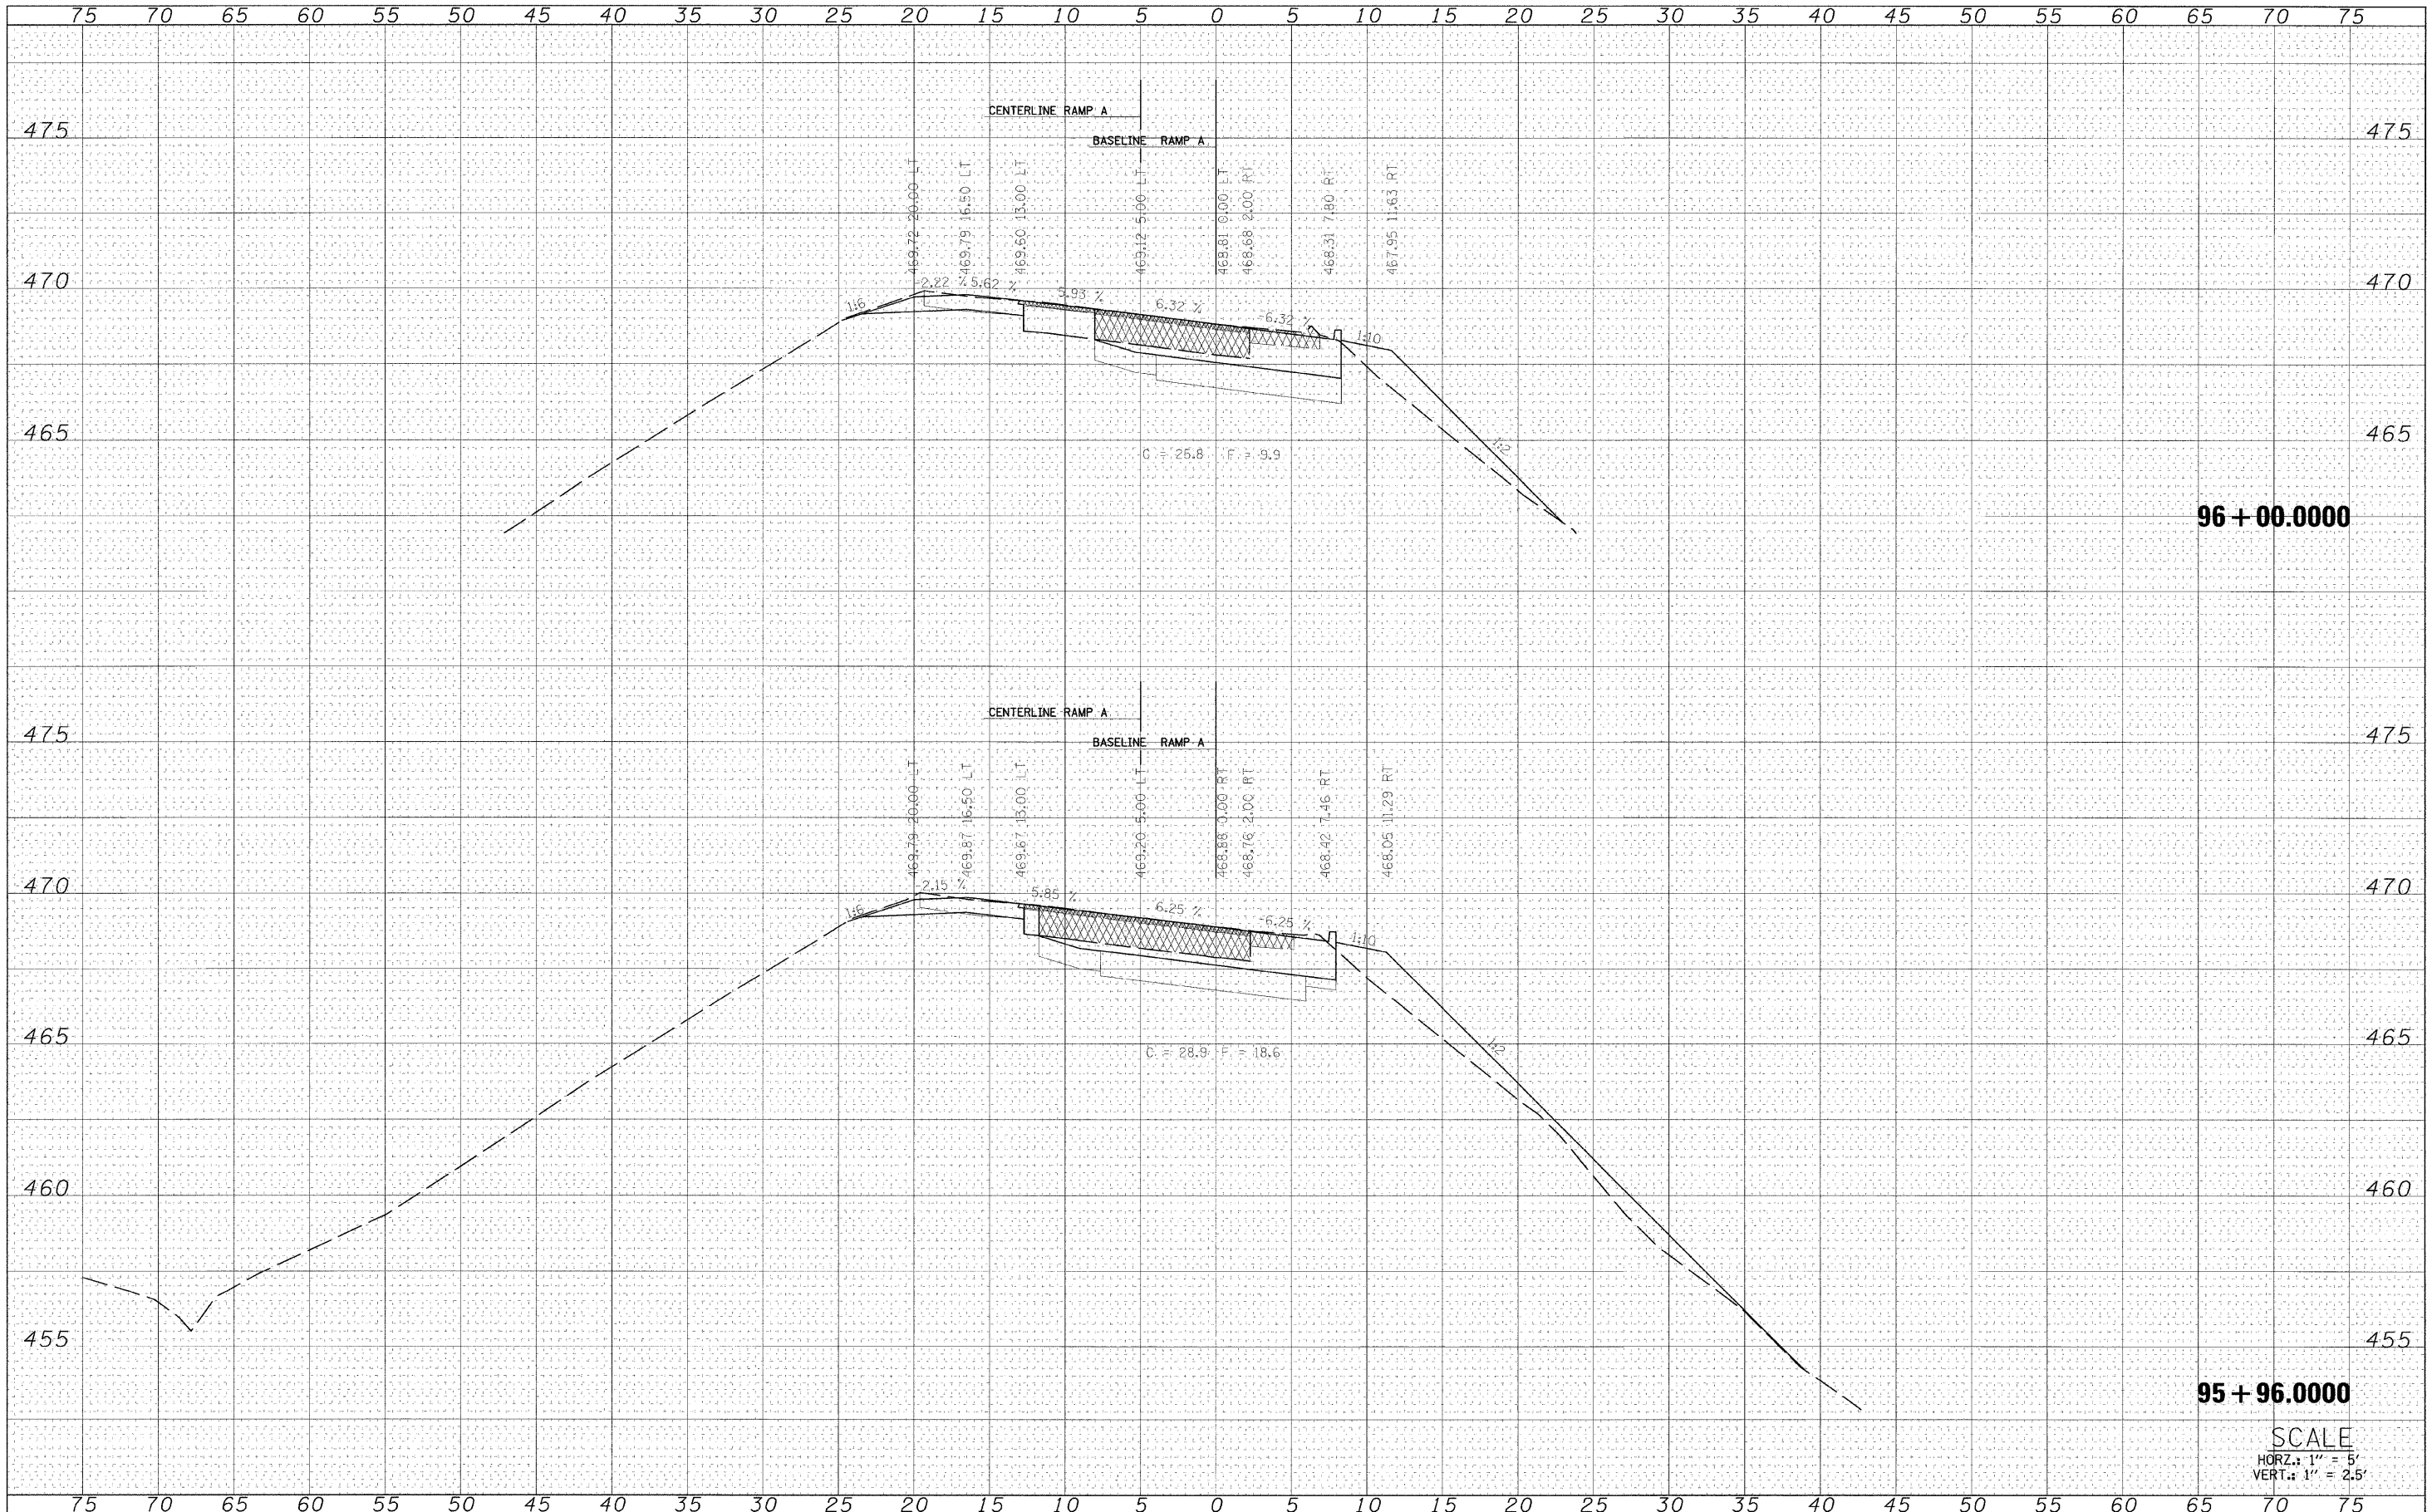 75 70 65 60 55 50 45 40 35 30 25 20 15 10 5 0 5 10 15 20 25 30 35 40 45 50 55 60 65 70 75
CENTERLINE RAMP A
475 475
BASELINE RAMP A
469.72 20.00 LT
469.79 16.50 LT
469.60 13.00 LT
469.12 5.00 LT
468.81 0.00 LT
468.68 2.00 RT
468.31 7.80 RT
467.95 11.63 RT
470 470
1:6 -2.22 % 5.62 % 5.93 % 6.32 % -6.32 % 1:10
465 465
1:2
C = 25.8 F = 9.9
96+00.0000
CENTERLINE RAMP A
475 475
BASELINE RAMP A
469.79 20.00 LT
469.87 16.50 LT
469.67 13.00 LT
469.20 5.00 LT
468.88 0.00 RT
468.76 2.00 RT
468.42 7.46 RT
468.05 11.29 RT
470 470
1:6 -2.15 % 5.85 % 6.25 % -6.25 % 1:10
465 465
1:2
C = 28.9 F = 18.6
460 460
455 455
95+96.0000
SCALE
HORZ.: 1" = 5'
VERT.: 1" = 2.5'
75 70 65 60 55 50 45 40 35 30 25 20 15 10 5 0 5 10 15 20 25 30 35 40 45 50 55 60 65 70 75